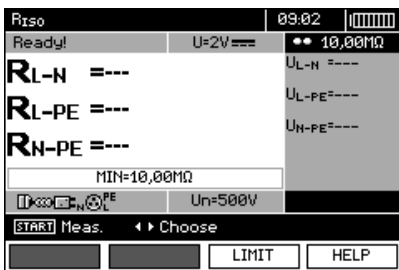 RISO 09:02
Ready! U=2V 10,00MΩ
RL-N =---
RL-PE =---
RN-PE =---
UL-N =---
UL-PE=---
UN-PE=---
MIN=10,00MΩ
N PE L Un=500V
START Meas. Choose
LIMIT HELP